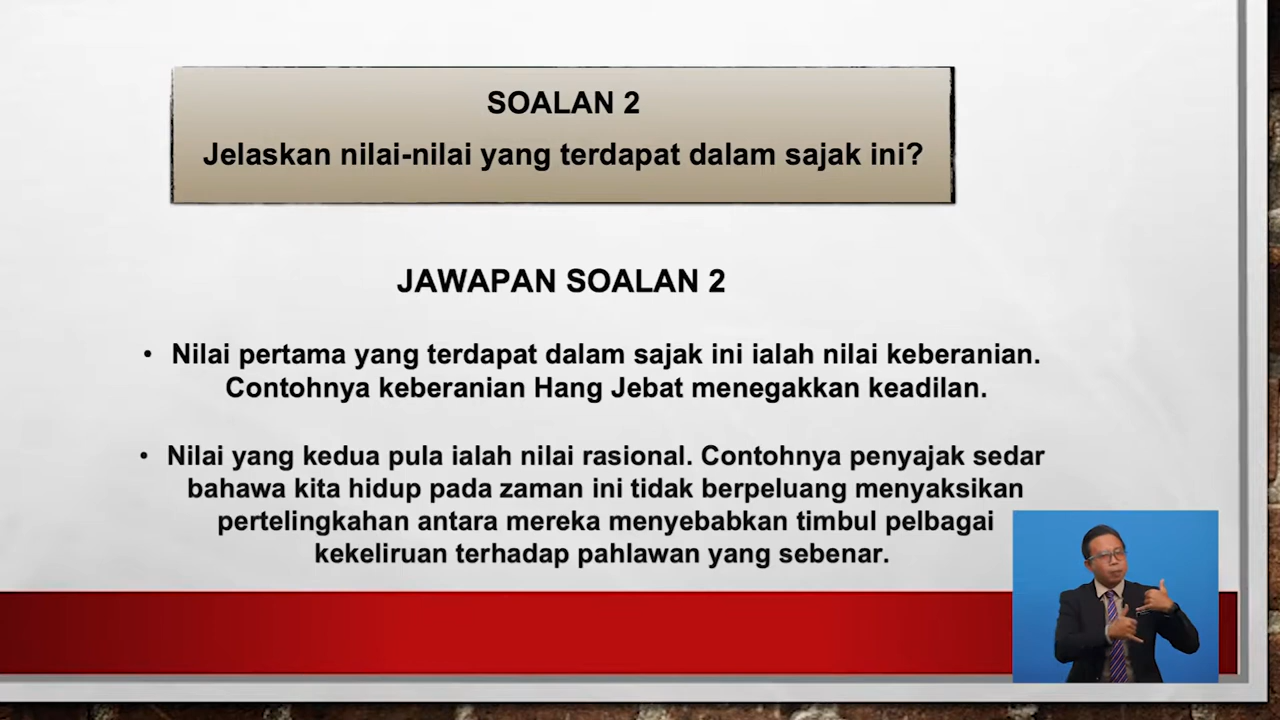 SOALAN 2
Jelaskan nilai-nilai yang terdapat dalam sajak ini?
JAWAPAN SOALAN 2
• Nilai pertama yang terdapat dalam sajak ini ialah nilai keberanian.
Contohnya keberanian Hang Jebat menegakkan keadilan.
• Nilai yang kedua pula ialah nilai rasional. Contohnya penyajak sedar
bahawa kita hidup pada zaman ini tidak berpeluang menyaksikan
pertelingkahan antara mereka menyebabkan timbul pelbagai
kekeliruan terhadap pahlawan yang sebenar.